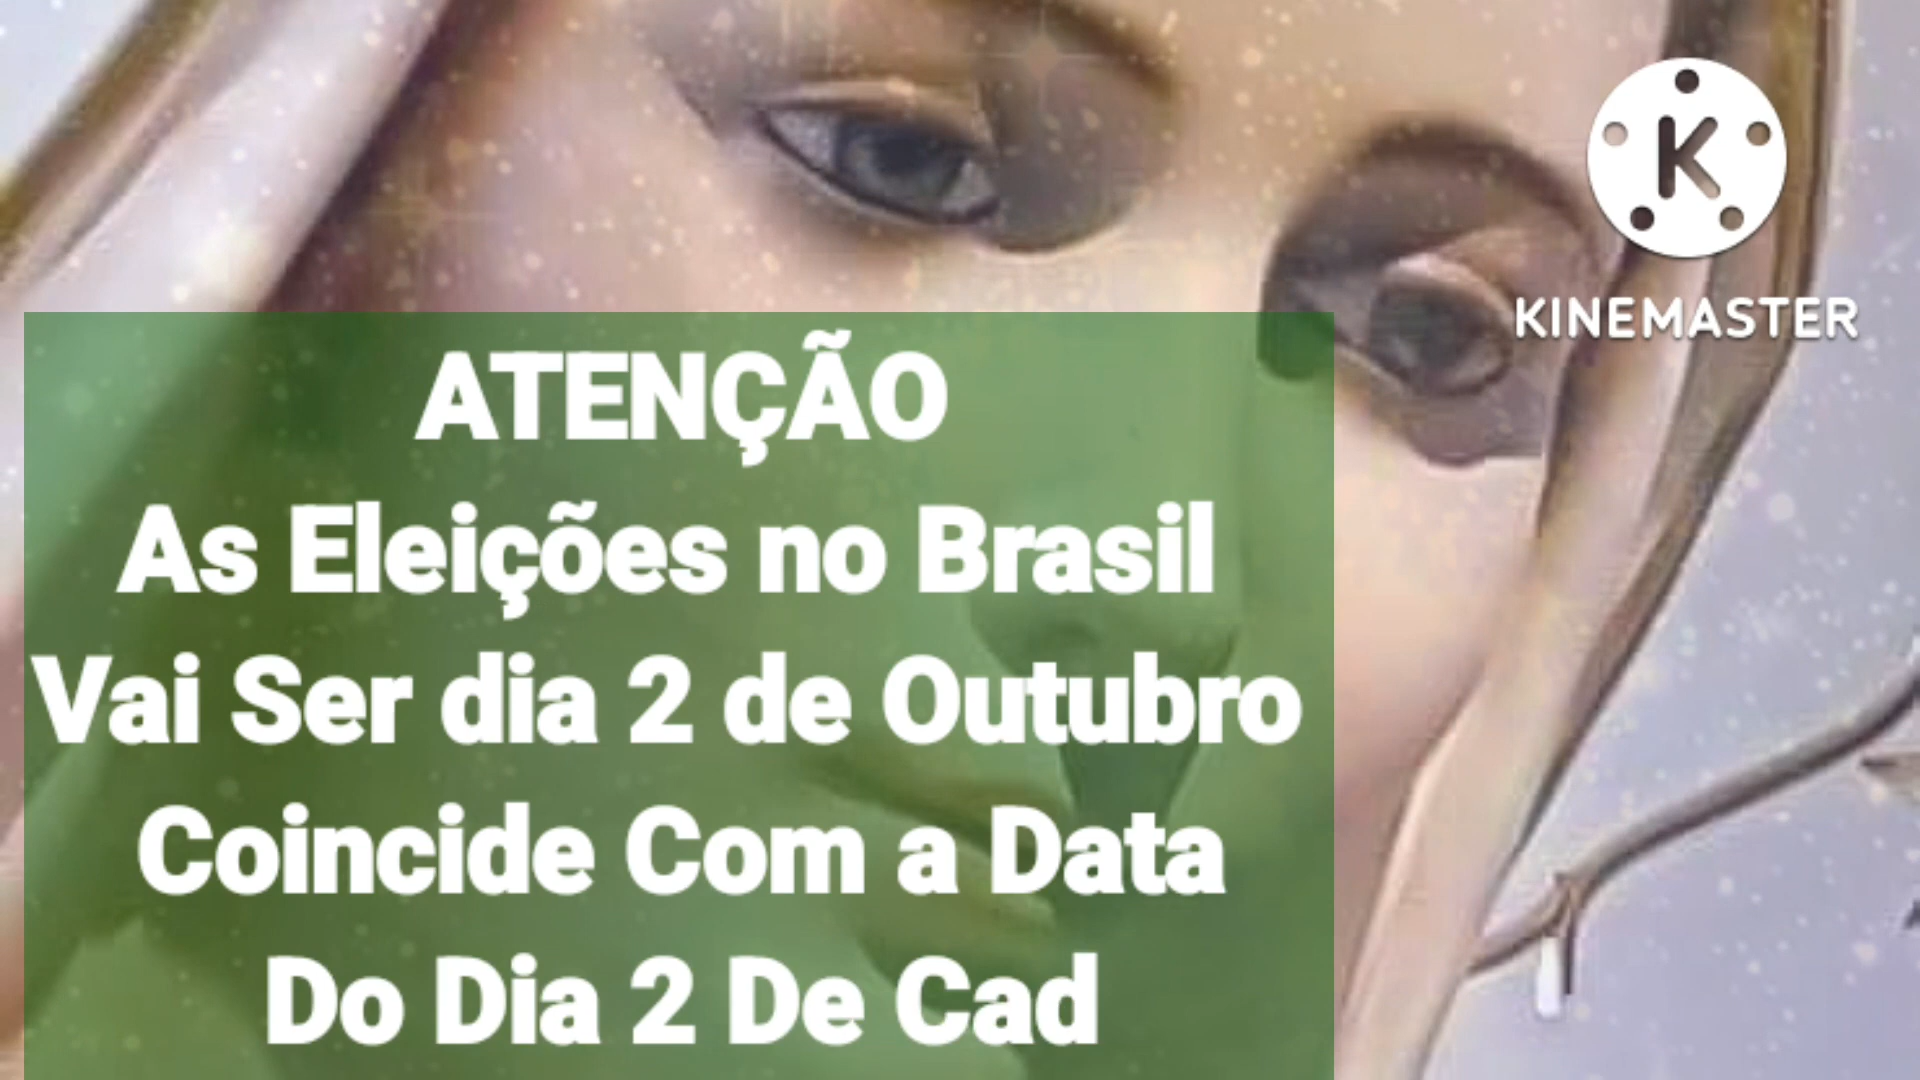 K
KINEMASTER
ATENÇÃO
As Eleições no Brasil
Vai Ser dia 2 de Outubro
Coincide Com a Data
Do Dia 2 De Cad